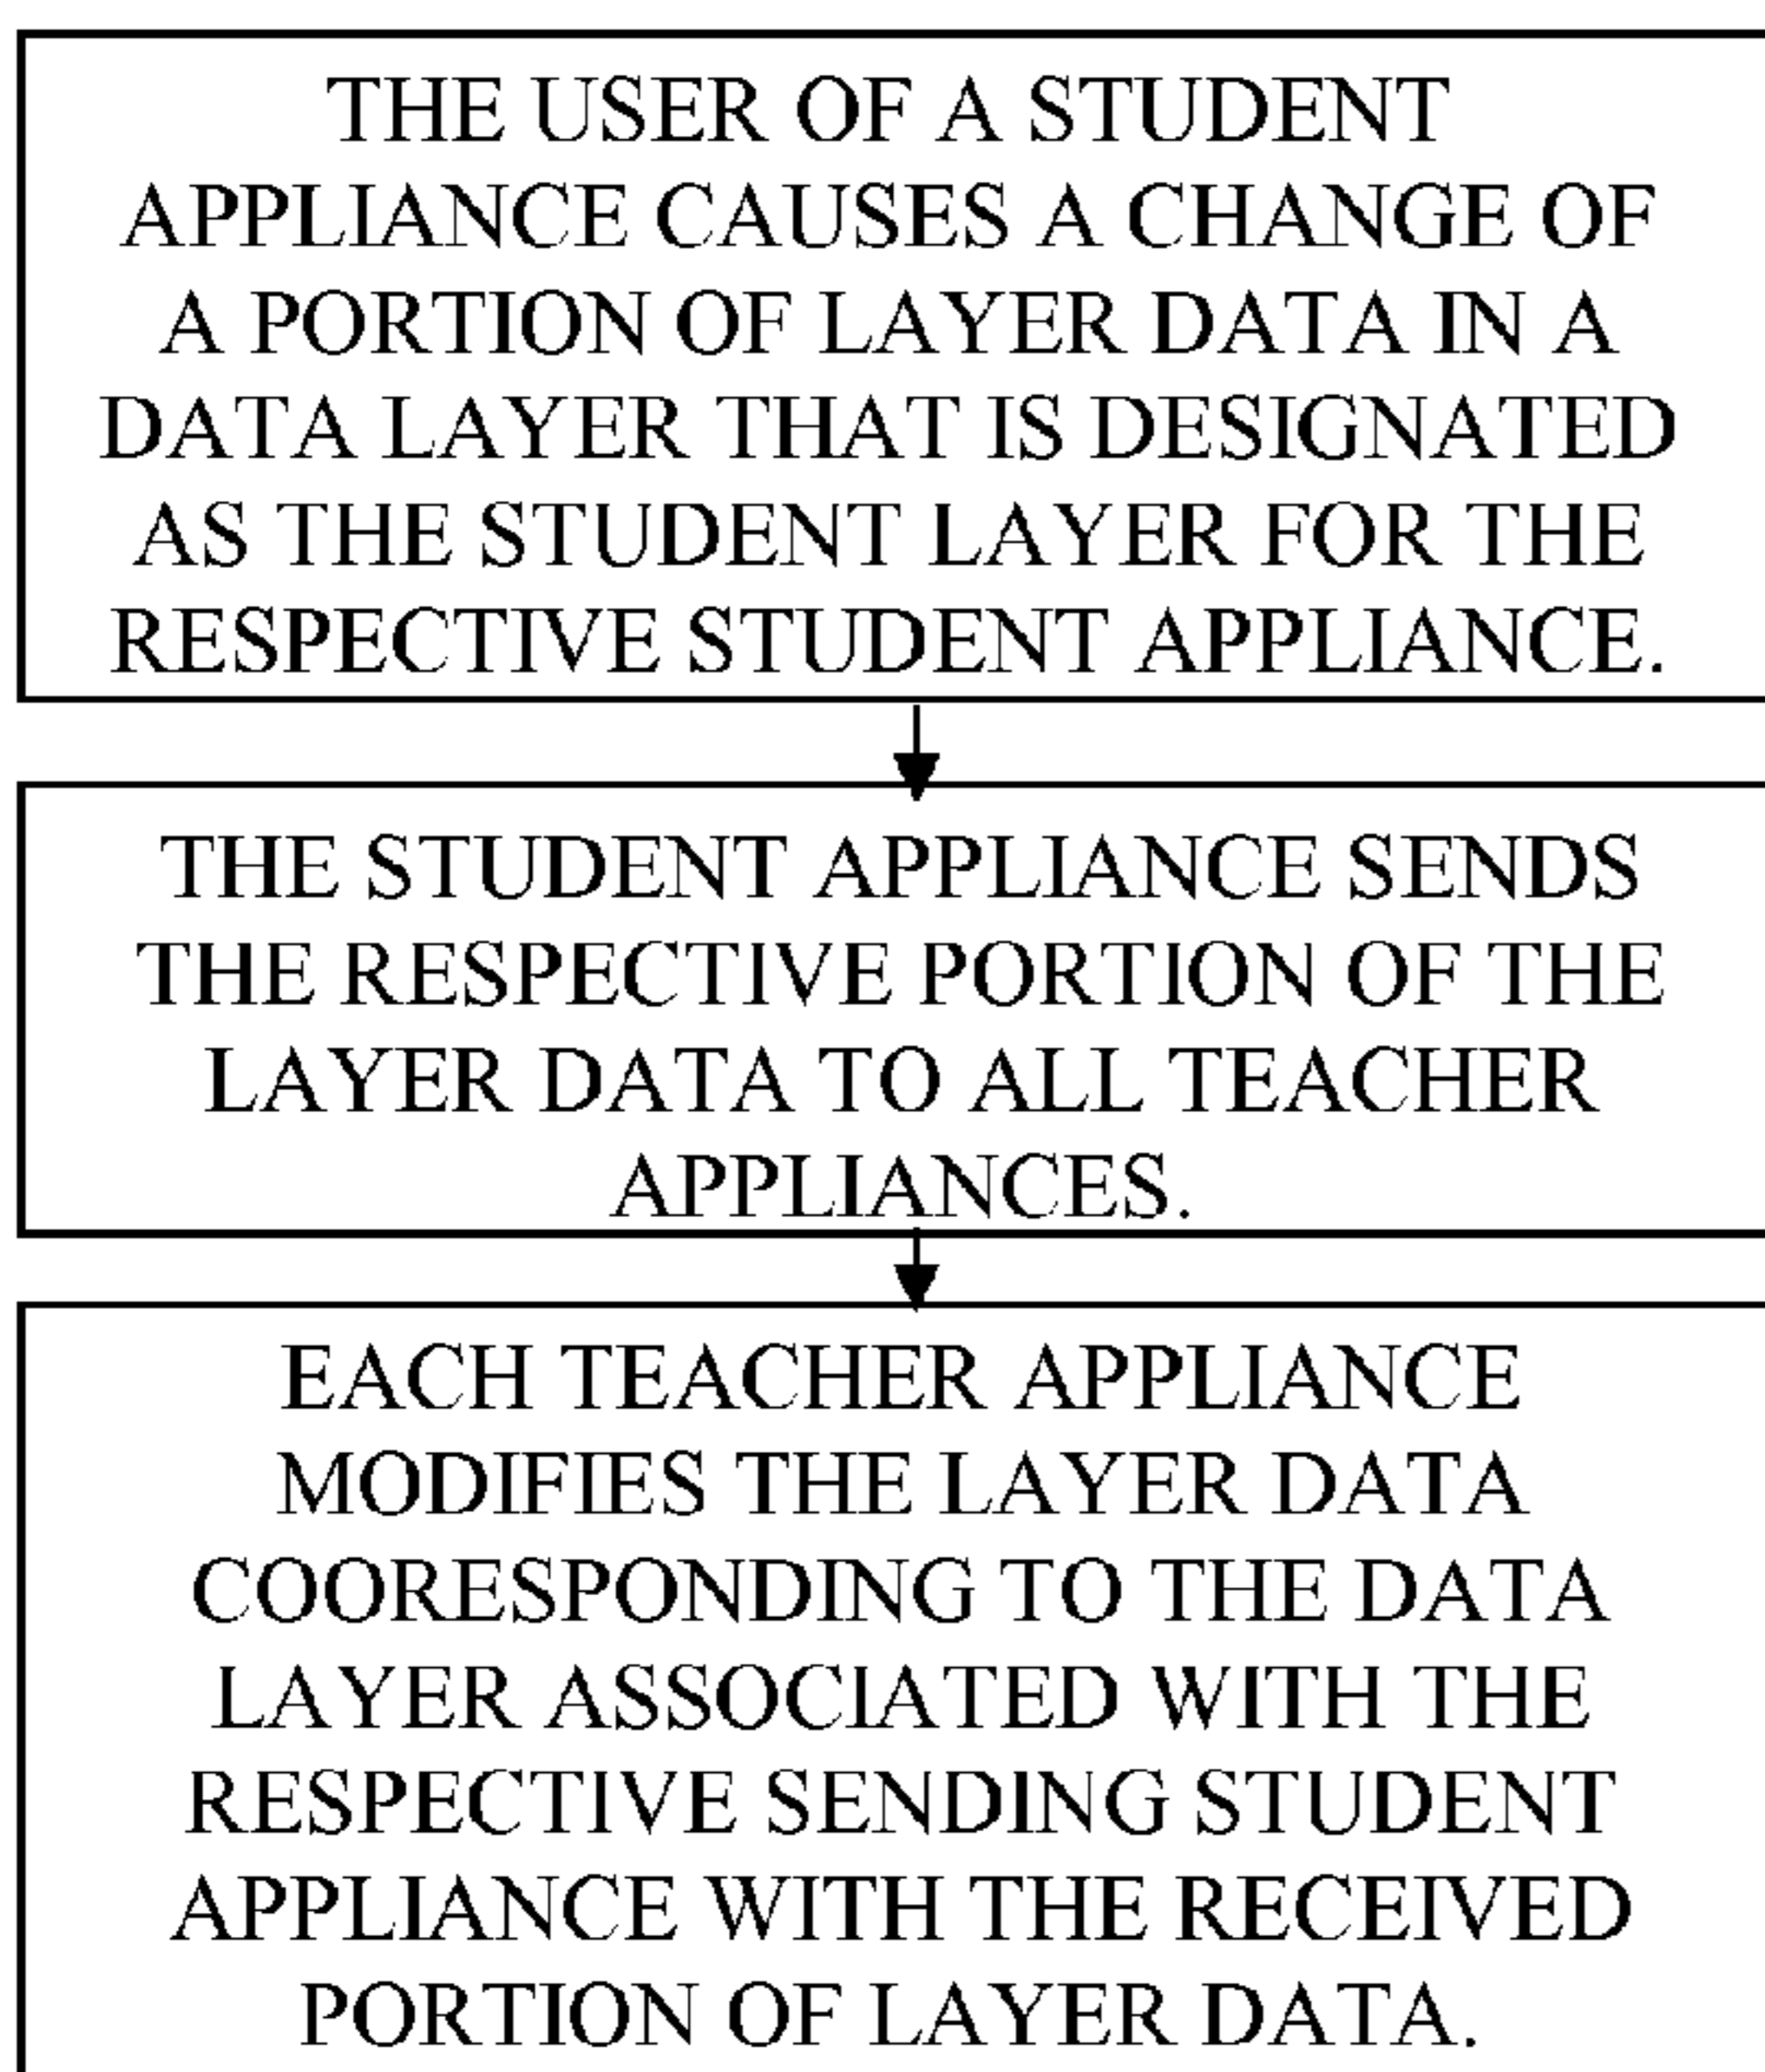 THE USER OF A STUDENT
APPLIANCE CAUSES A CHANGE OF
A PORTION OF LAYER DATA IN A
DATA LAYER THAT IS DESIGNATED
AS THE STUDENT LAYER FOR THE
RESPECTIVE STUDENT APPLIANCE.
THE STUDENT APPLIANCE SENDS
THE RESPECTIVE PORTION OF THE
LAYER DATA TO ALL TEACHER
APPLIANCES.
EACH TEACHER APPLIANCE
MODIFIES THE LAYER DATA
COORESPONDING TO THE DATA
LAYER ASSOCIATED WITH THE
RESPECTIVE SENDING STUDENT
APPLIANCE WITH THE RECEIVED
PORTION OF LAYER DATA.